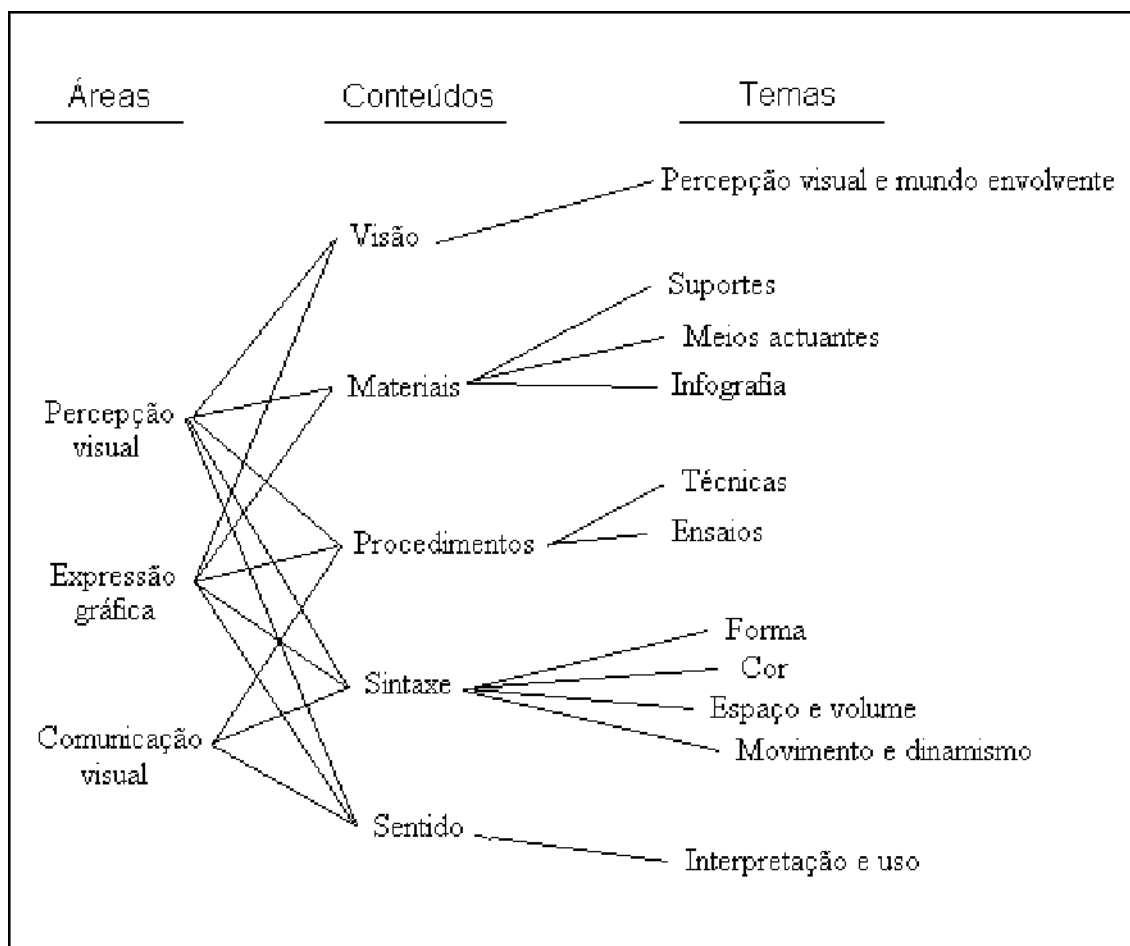 Áreas
Conteúdos
Temas
Percepção visual e mundo envolvente
Visão
Suportes
Meios actuantes
Materiais
Infografia
Percepção
visual
Técnicas
Procedimentos
Ensaios
Expressão
gráfica
Forma
Cor
Sintaxe
Espaço e volume
Comunicação
visual
Movimento e dinamismo
Sentido
Interpretação e uso